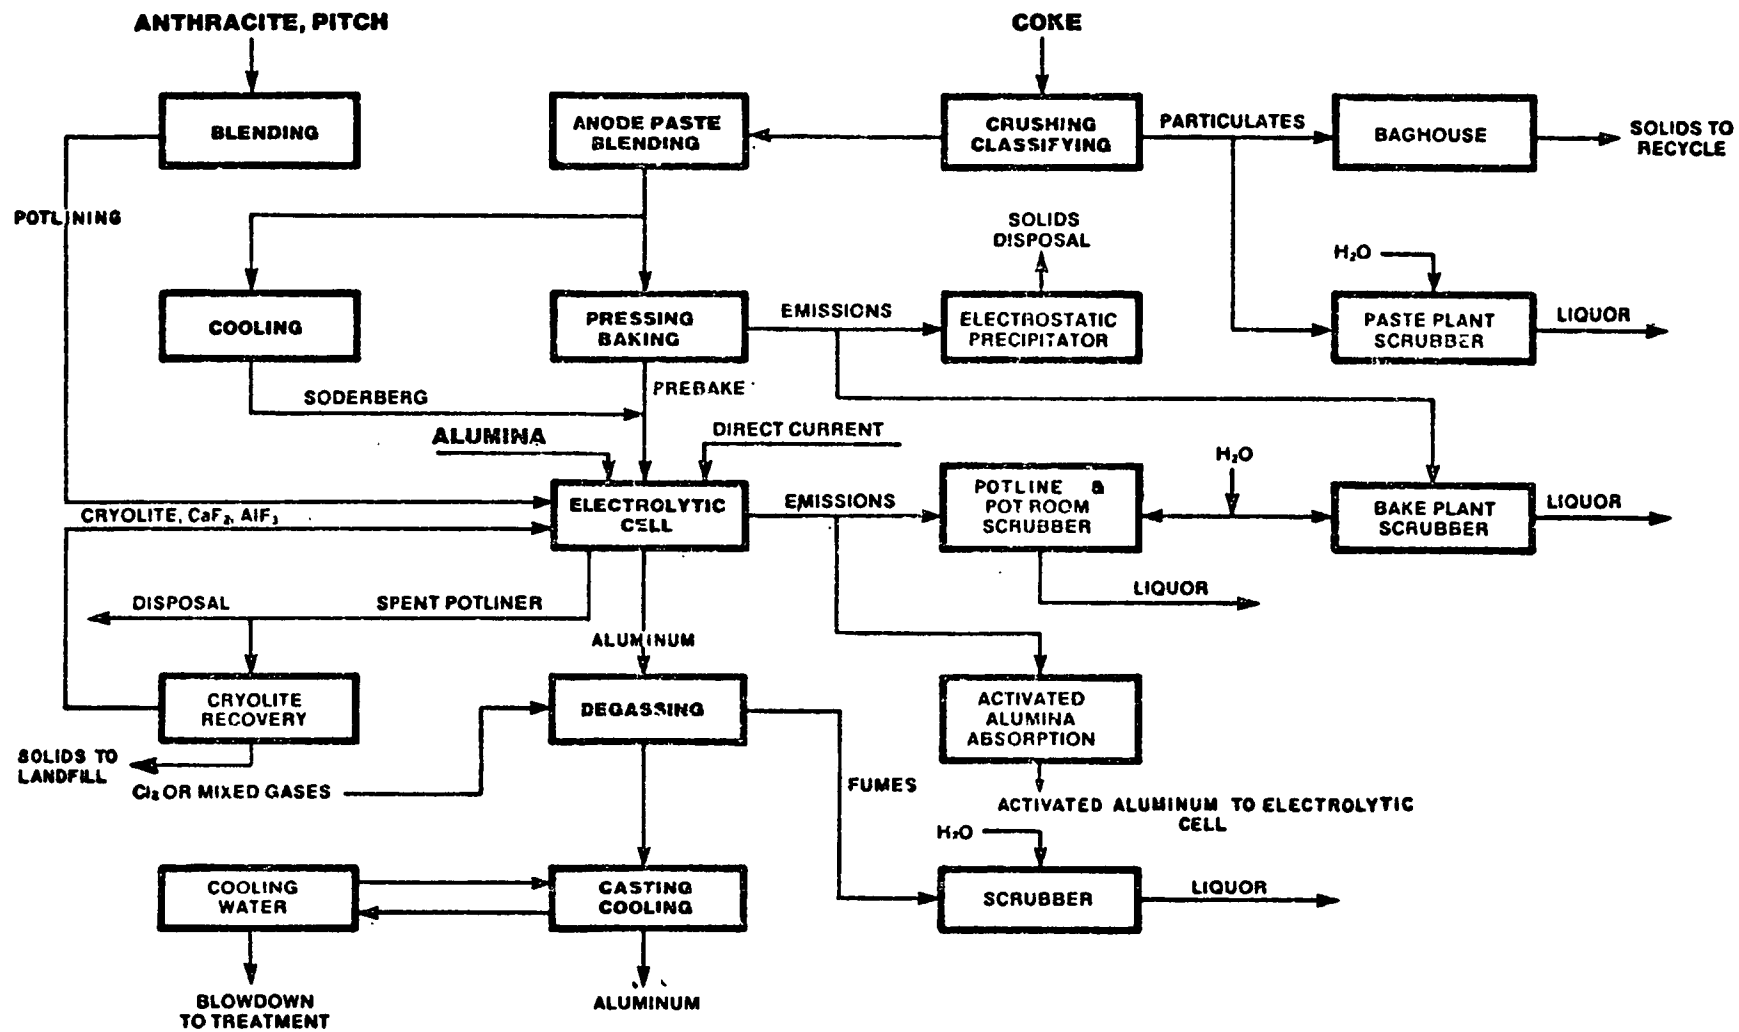 ANTHRACITE, PITCH
COKE
BLENDING
ANODE PASTE
BLENDING
CRUSHING
CLASSIFYING
PARTICULATES
BAGHOUSE
SOLIDS TO
RECYCLE
POTLINING
SOLIDS
DISPOSAL
H₂O
COOLING
PRESSING
BAKING
EMISSIONS
ELECTROSTATIC
PRECIPITATOR
PASTE PLANT
SCRUBBER
LIQUOR
SODERBERG
PREBAKE
ALUMINA
DIRECT CURRENT
H₂O
CRYOLITE, CaF₂, AlF₃
ELECTROLYTIC
CELL
EMISSIONS
POTLINE &
POT ROOM
SCRUBBER
BAKE PLANT
SCRUBBER
LIQUOR
DISPOSAL
SPENT POTLINER
LIQUOR
ALUMINUM
CRYOLITE
RECOVERY
DEGASSING
ACTIVATED
ALUMINA
ABSORPTION
SOLIDS TO
LANDFILL
Cl₂ OR MIXED GASES
FUMES
ACTIVATED ALUMINUM TO ELECTROLYTIC
CELL
H₂O
COOLING
WATER
CASTING
COOLING
SCRUBBER
LIQUOR
BLOWDOWN
TO TREATMENT
ALUMINUM